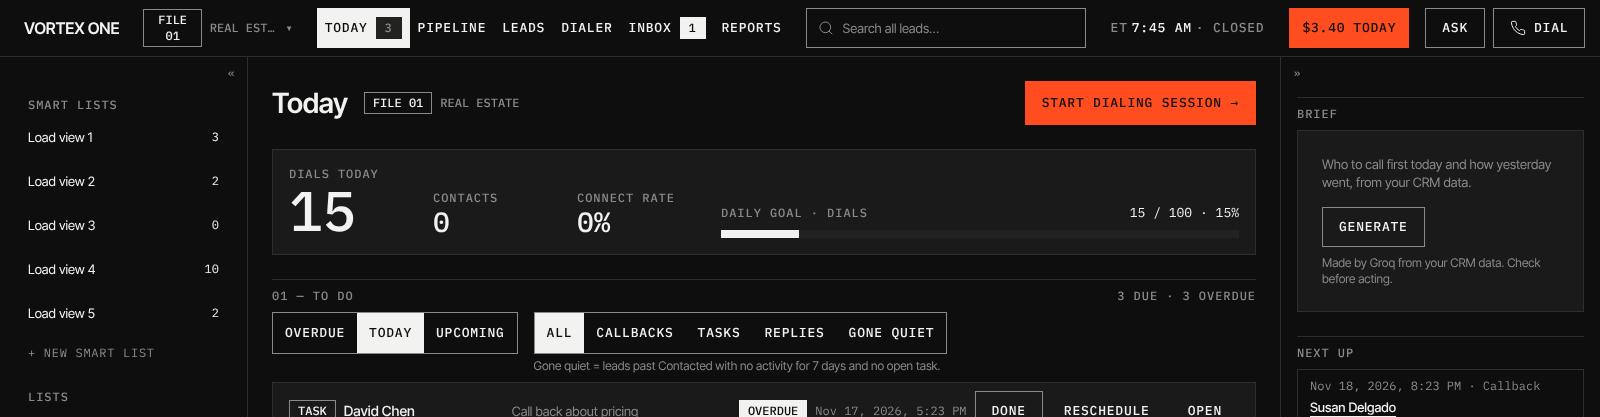 VORTEX ONE
FILE 01
REAL EST… ▾
TODAY 3
PIPELINE
LEADS
DIALER
INBOX 1
REPORTS
Search all leads…
ET 7:45 AM · CLOSED
$3.40 TODAY
ASK
DIAL
«
SMART LISTS
Load view 1 3
Load view 2 2
Load view 3 0
Load view 4 10
Load view 5 2
+ NEW SMART LIST
LISTS
Today
FILE 01
REAL ESTATE
START DIALING SESSION →
DIALS TODAY
15
CONTACTS
0
CONNECT RATE
0%
DAILY GOAL · DIALS
15 / 100 · 15%
01 — TO DO
3 DUE · 3 OVERDUE
OVERDUE TODAY UPCOMING
ALL CALLBACKS TASKS REPLIES GONE QUIET
Gone quiet = leads past Contacted with no activity for 7 days and no open task.
TASK David Chen Call back about pricing OVERDUE Nov 17, 2026, 5:23 PM DONE RESCHEDULE OPEN
»
BRIEF
Who to call first today and how yesterday
went, from your CRM data.
GENERATE
Made by Groq from your CRM data. Check
before acting.
NEXT UP
Nov 18, 2026, 8:23 PM · Callback
Susan Delgado